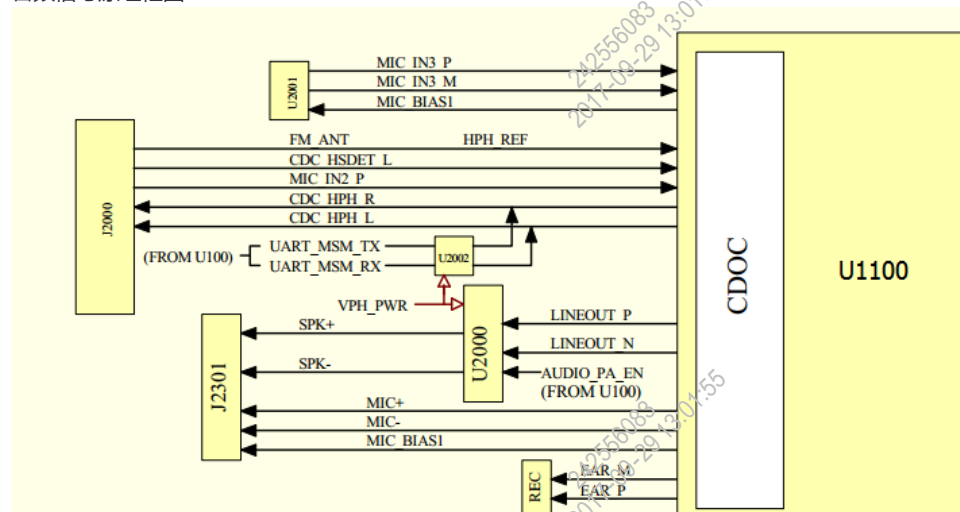 242556083
2017-09-29 13:01:55
MIC_IN3_P
MIC_IN3_M
MIC_BIAS1
U2001
FM_ANT HPH_REF
CDC_HSDET_L
MIC_IN2_P
CDC_HPH_R
CDC_HPH_L
J2000
(FROM U100)
UART_MSM_TX
UART_MSM_RX
U2002
VPH_PWR
CDOC
U1100
SPK+
SPK-
U2000
LINEOUT_P
LINEOUT_N
AUDIO_PA_EN
(FROM U100)
J2301
MIC+
MIC-
MIC_BIAS1
242556083
2017-09-29 13:01:55
REC
EAR_M
EAR_P